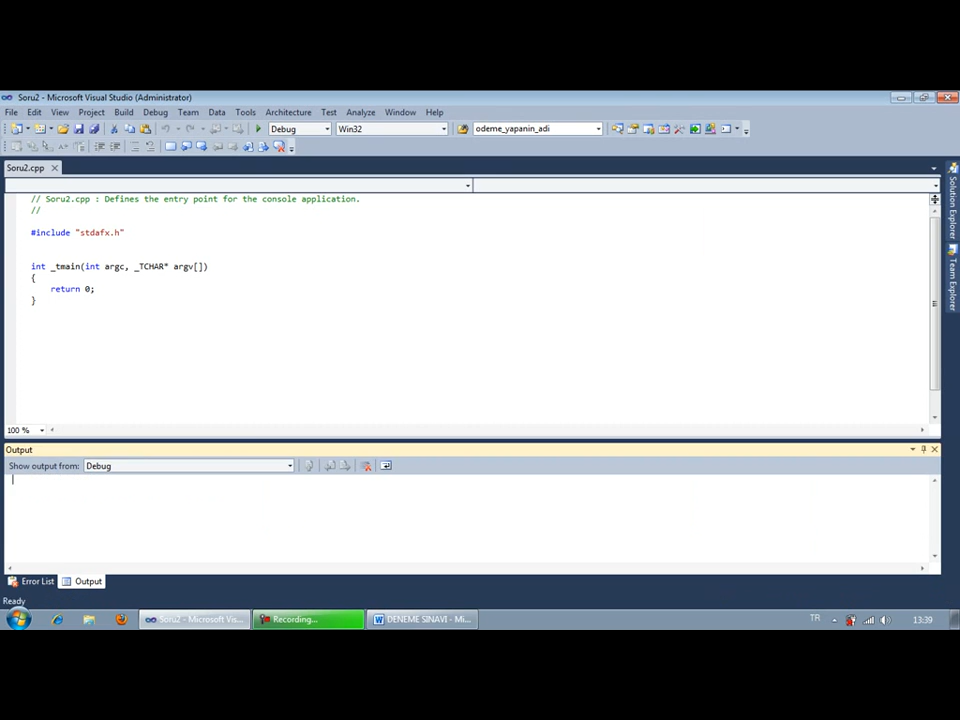 Soru2 - Microsoft Visual Studio (Administrator)
File Edit View Project Build Debug Team Data Tools Architecture Test Analyze Window Help
Debug Win32 odeme_yapanin_adi
Soru2.cpp
// Soru2.cpp : Defines the entry point for the console application.
//
#include "stdafx.h"
int _tmain(int argc, _TCHAR* argv[])
{
return 0;
}
100 %
Solution Explorer
Team Explorer
Output
Show output from: Debug
Error List Output
Ready
Soru2 - Microsoft Vis... Recording... DENEME SINAVI - Mi... TR 13:39